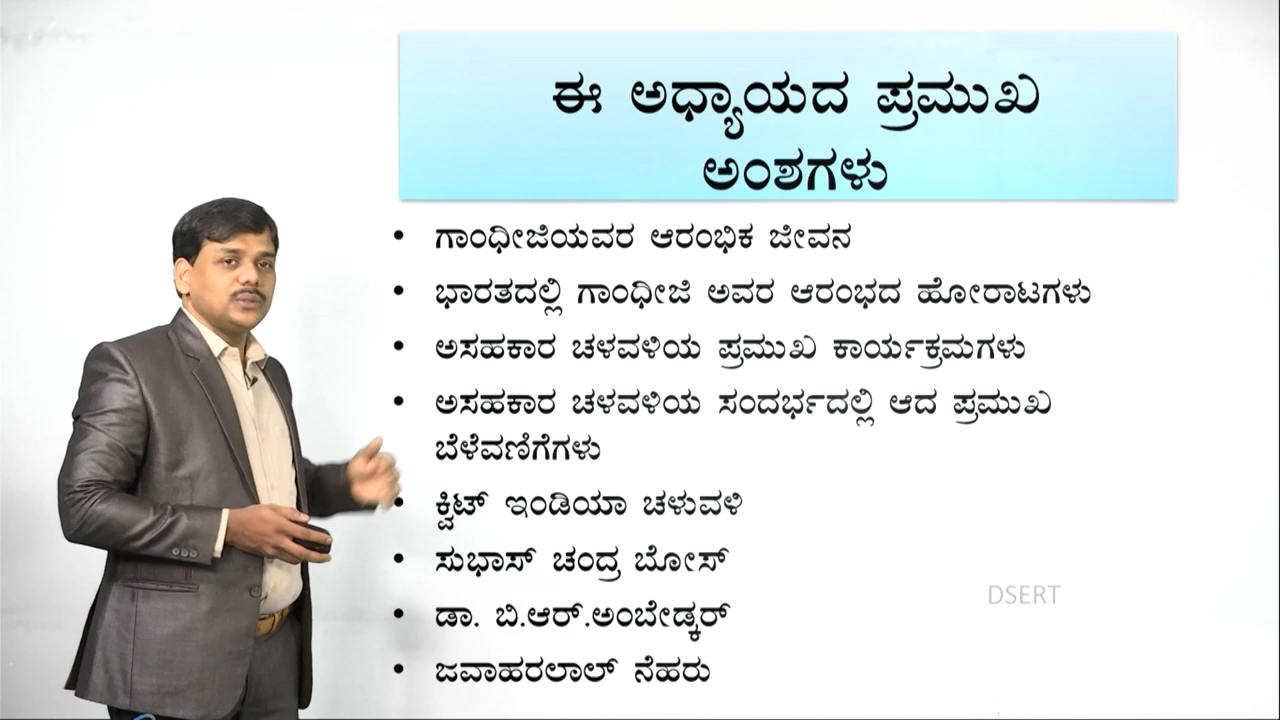 ಈ ಅಧ್ಯಾಯದ ಪ್ರಮುಖ
ಅಂಶಗಳು
• ಗಾಂಧೀಜಿಯವರ ಆರಂಭಿಕ ಜೀವನ
• ಭಾರತದಲ್ಲಿ ಗಾಂಧೀಜಿ ಅವರ ಆರಂಭದ ಹೋರಾಟಗಳು
• ಅಸಹಕಾರ ಚಳವಳಿಯ ಪ್ರಮುಖ ಕಾರ್ಯಕ್ರಮಗಳು
• ಅಸಹಕಾರ ಚಳವಳಿಯ ಸಂದರ್ಭದಲ್ಲಿ ಆದ ಪ್ರಮುಖ
ಬೆಳೆವಣಿಗೆಗಳು
• ಕ್ವಿಟ್ ಇಂಡಿಯಾ ಚಳುವಳಿ
• ಸುಭಾಸ್ ಚಂದ್ರ ಬೋಸ್
• ಡಾ. ಬಿ.ಆರ್.ಅಂಬೇಡ್ಕರ್
• ಜವಾಹರಲಾಲ್ ನೆಹರು
DSERT